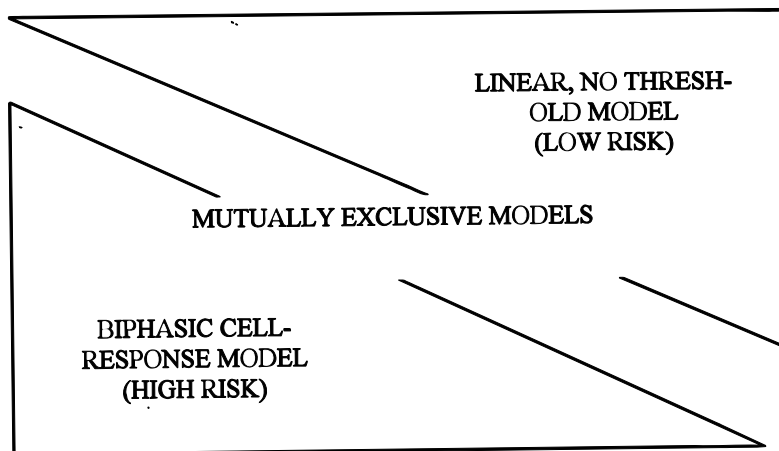 LINEAR, NO THRESH-
OLD MODEL
(LOW RISK)
MUTUALLY EXCLUSIVE MODELS
BIPHASIC CELL-
RESPONSE MODEL
(HIGH RISK)